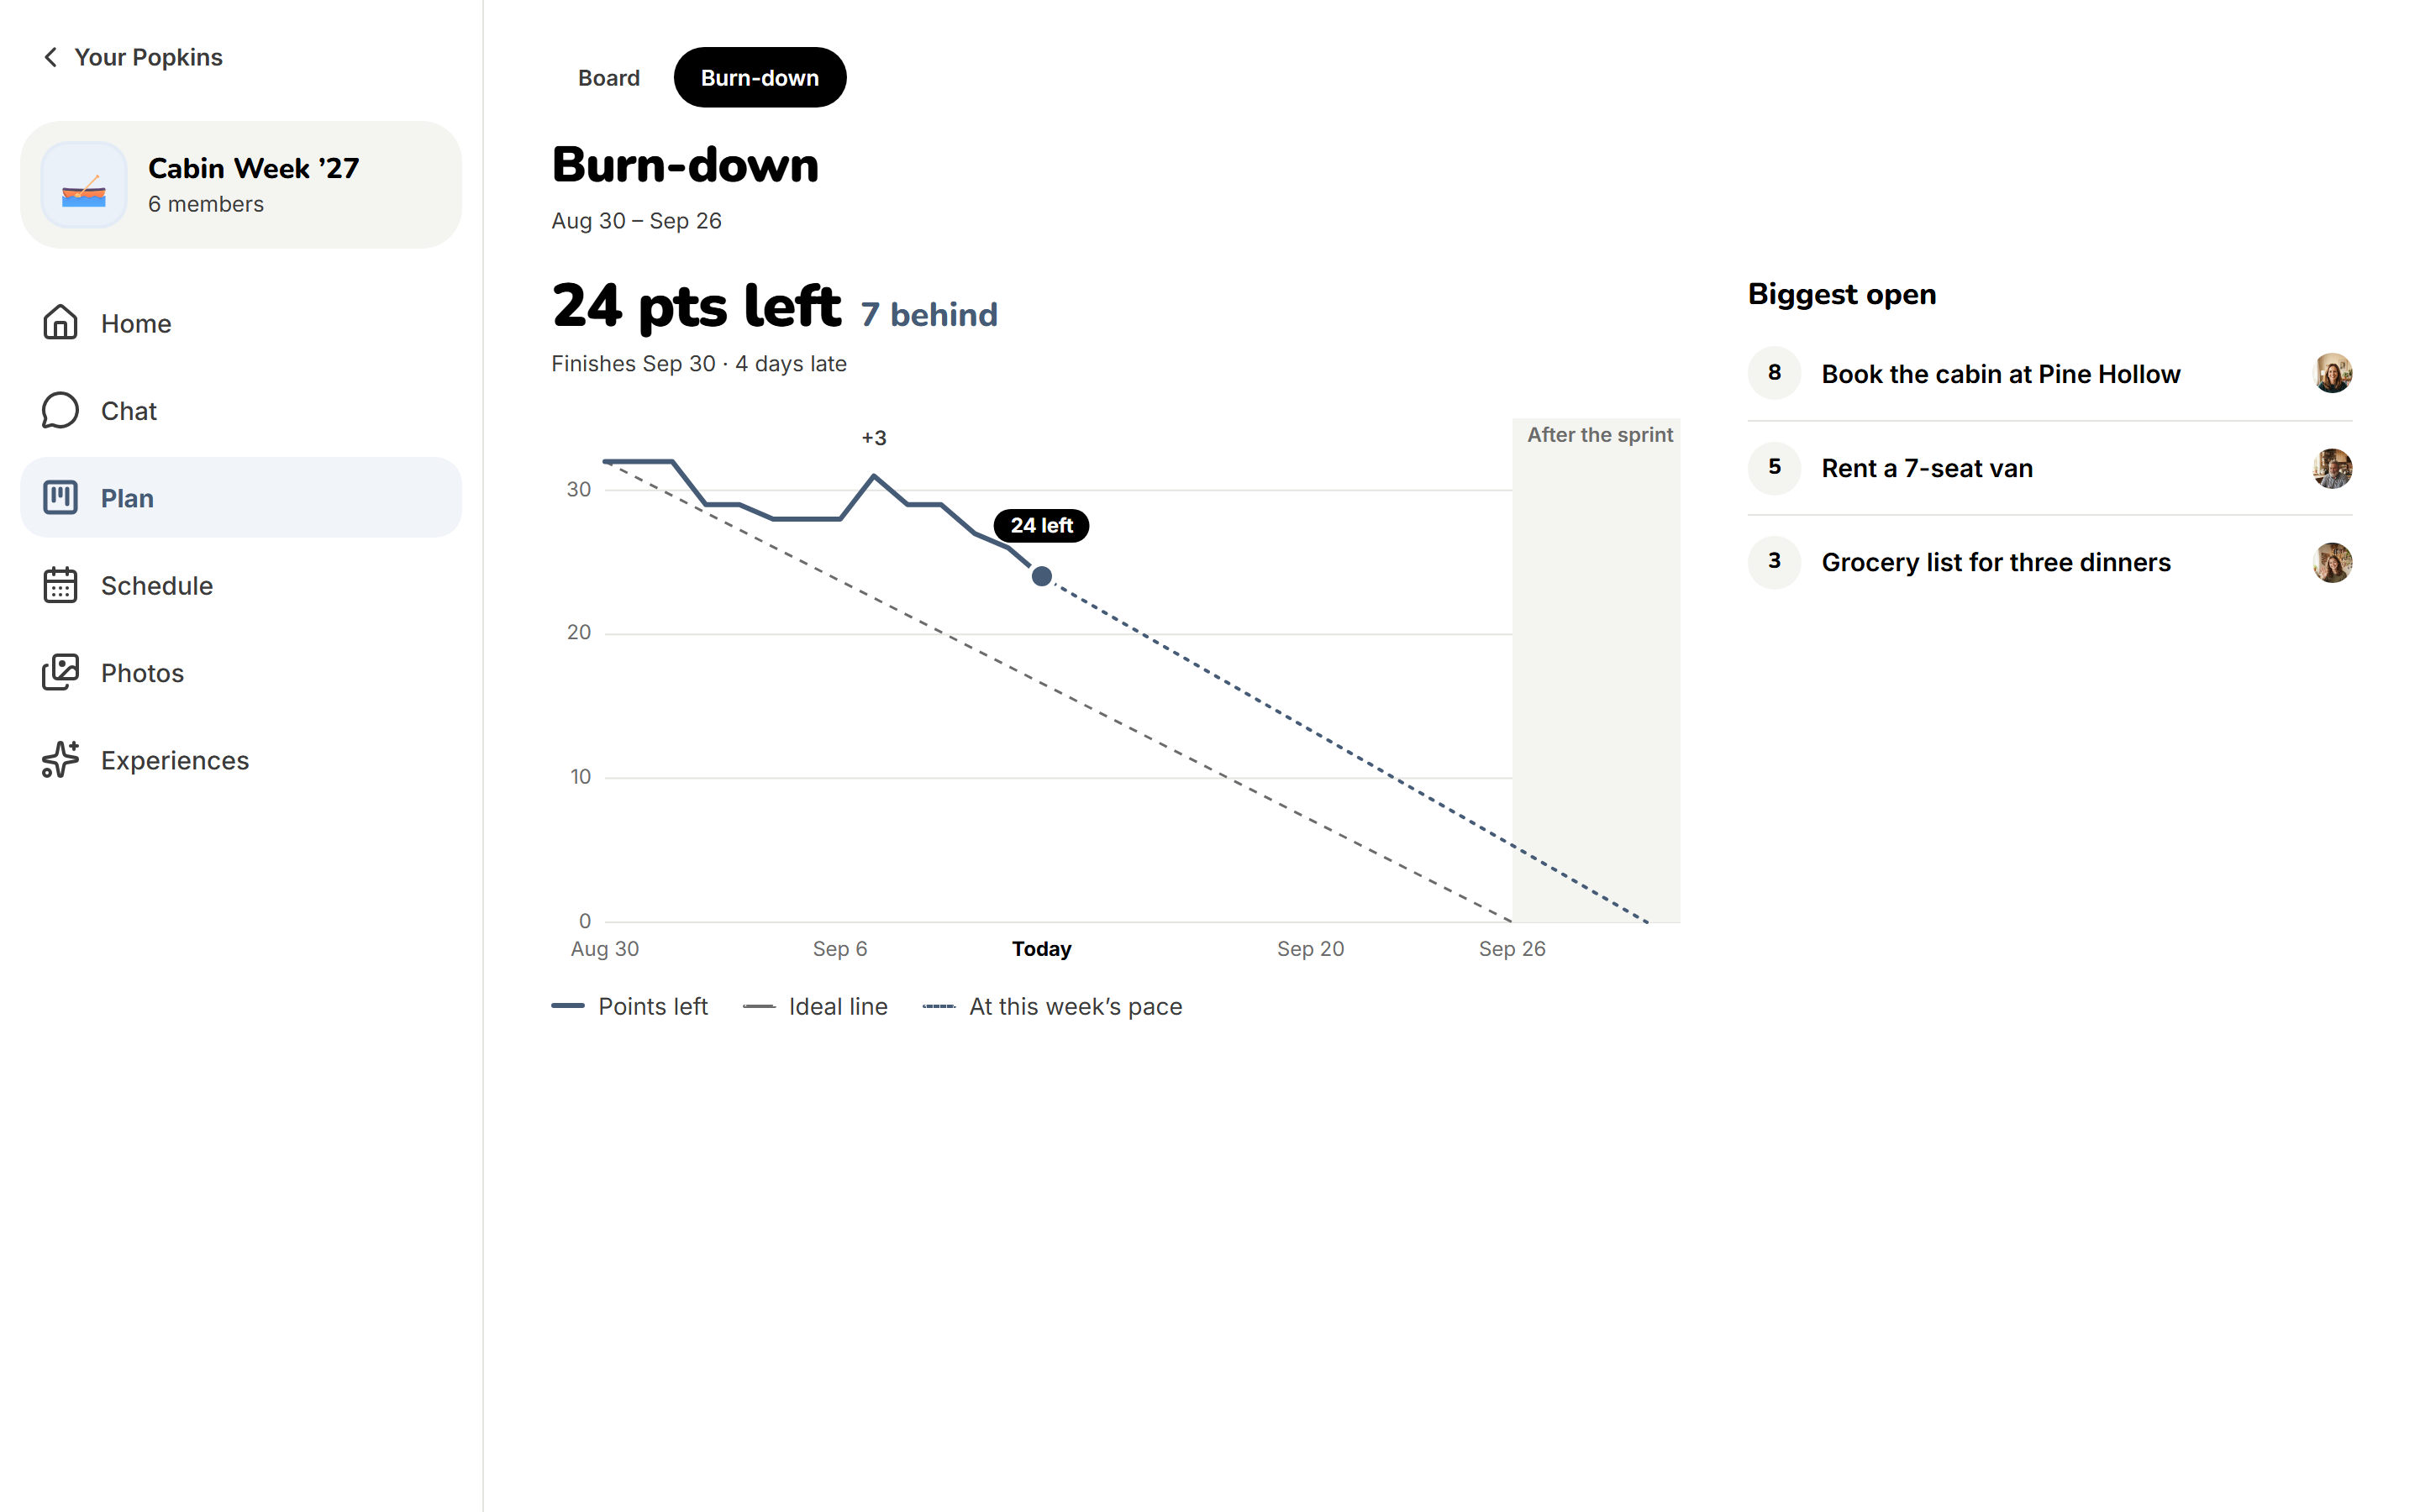 Your Popkins
Cabin Week ’27
6 members
Home
Chat
Plan
Schedule
Photos
Experiences
Board
Burn-down
Burn-down
Aug 30 – Sep 26
24 pts left 7 behind
Finishes Sep 30 · 4 days late
+3
After the sprint
30
24 left
20
10
0
Aug 30
Sep 6
Today
Sep 20
Sep 26
Points left
Ideal line
At this week’s pace
Biggest open
8 Book the cabin at Pine Hollow
5 Rent a 7-seat van
3 Grocery list for three dinners